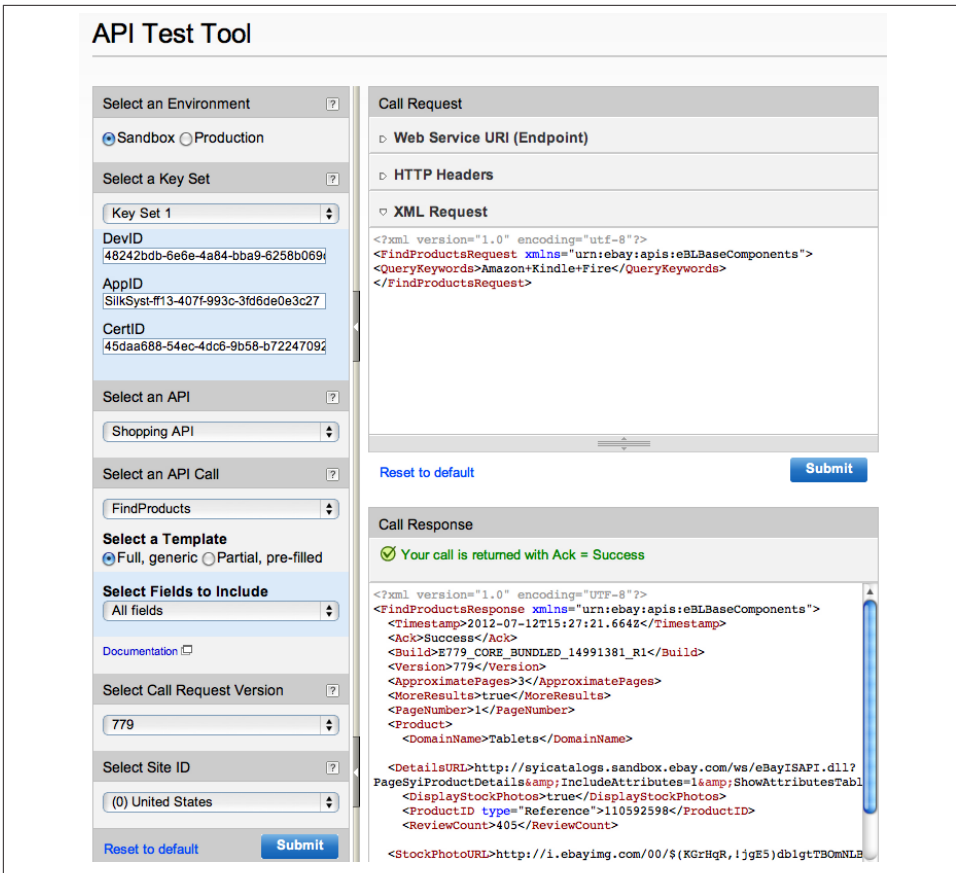 API Test Tool
Select an Environment ?
Sandbox Production
Select a Key Set ?
Key Set 1
DevID
48242bdb-6e6e-4a84-bba9-6258b069
AppID
SilkSyst-ff13-407f-993c-3fd6de0e3c27
CertID
45daa688-54ec-4dc6-9b58-b72247092
Select an API ?
Shopping API
Select an API Call ?
FindProducts
Select a Template
Full, generic Partial, pre-filled
Select Fields to Include
All fields
Documentation
Select Call Request Version ?
779
Select Site ID ?
(0) United States
Reset to default Submit
Call Request
Web Service URI (Endpoint)
HTTP Headers
XML Request
<?xml version="1.0" encoding="utf-8"?>
<FindProductsRequest xmlns="urn:ebay:apis:eBLBaseComponents">
<QueryKeywords>Amazon+Kindle+Fire</QueryKeywords>
</FindProductsRequest>
Reset to default Submit
Call Response
Your call is returned with Ack = Success
<?xml version="1.0" encoding="UTF-8"?>
<FindProductsResponse xmlns="urn:ebay:apis:eBLBaseComponents">
<Timestamp>2012-07-12T15:27:21.664Z</Timestamp>
<Ack>Success</Ack>
<Build>E779_CORE_BUNDLED_14991381_R1</Build>
<Version>779</Version>
<ApproximatePages>3</ApproximatePages>
<MoreResults>true</MoreResults>
<PageNumber>1</PageNumber>
<Product>
<DomainName>Tablets</DomainName>
<DetailsURL>http://syicatalogs.sandbox.ebay.com/ws/eBayISAPI.dll?
PageSyiProductDetails&amp;IncludeAttributes=1&amp;ShowAttributesTabl
<DisplayStockPhotos>true</DisplayStockPhotos>
<ProductID type="Reference">110592598</ProductID>
<ReviewCount>405</ReviewCount>
<StockPhotoURL>http://i.ebayimg.com/00/$(KGrHqR,!jgE5)db1gtTBOmNLB